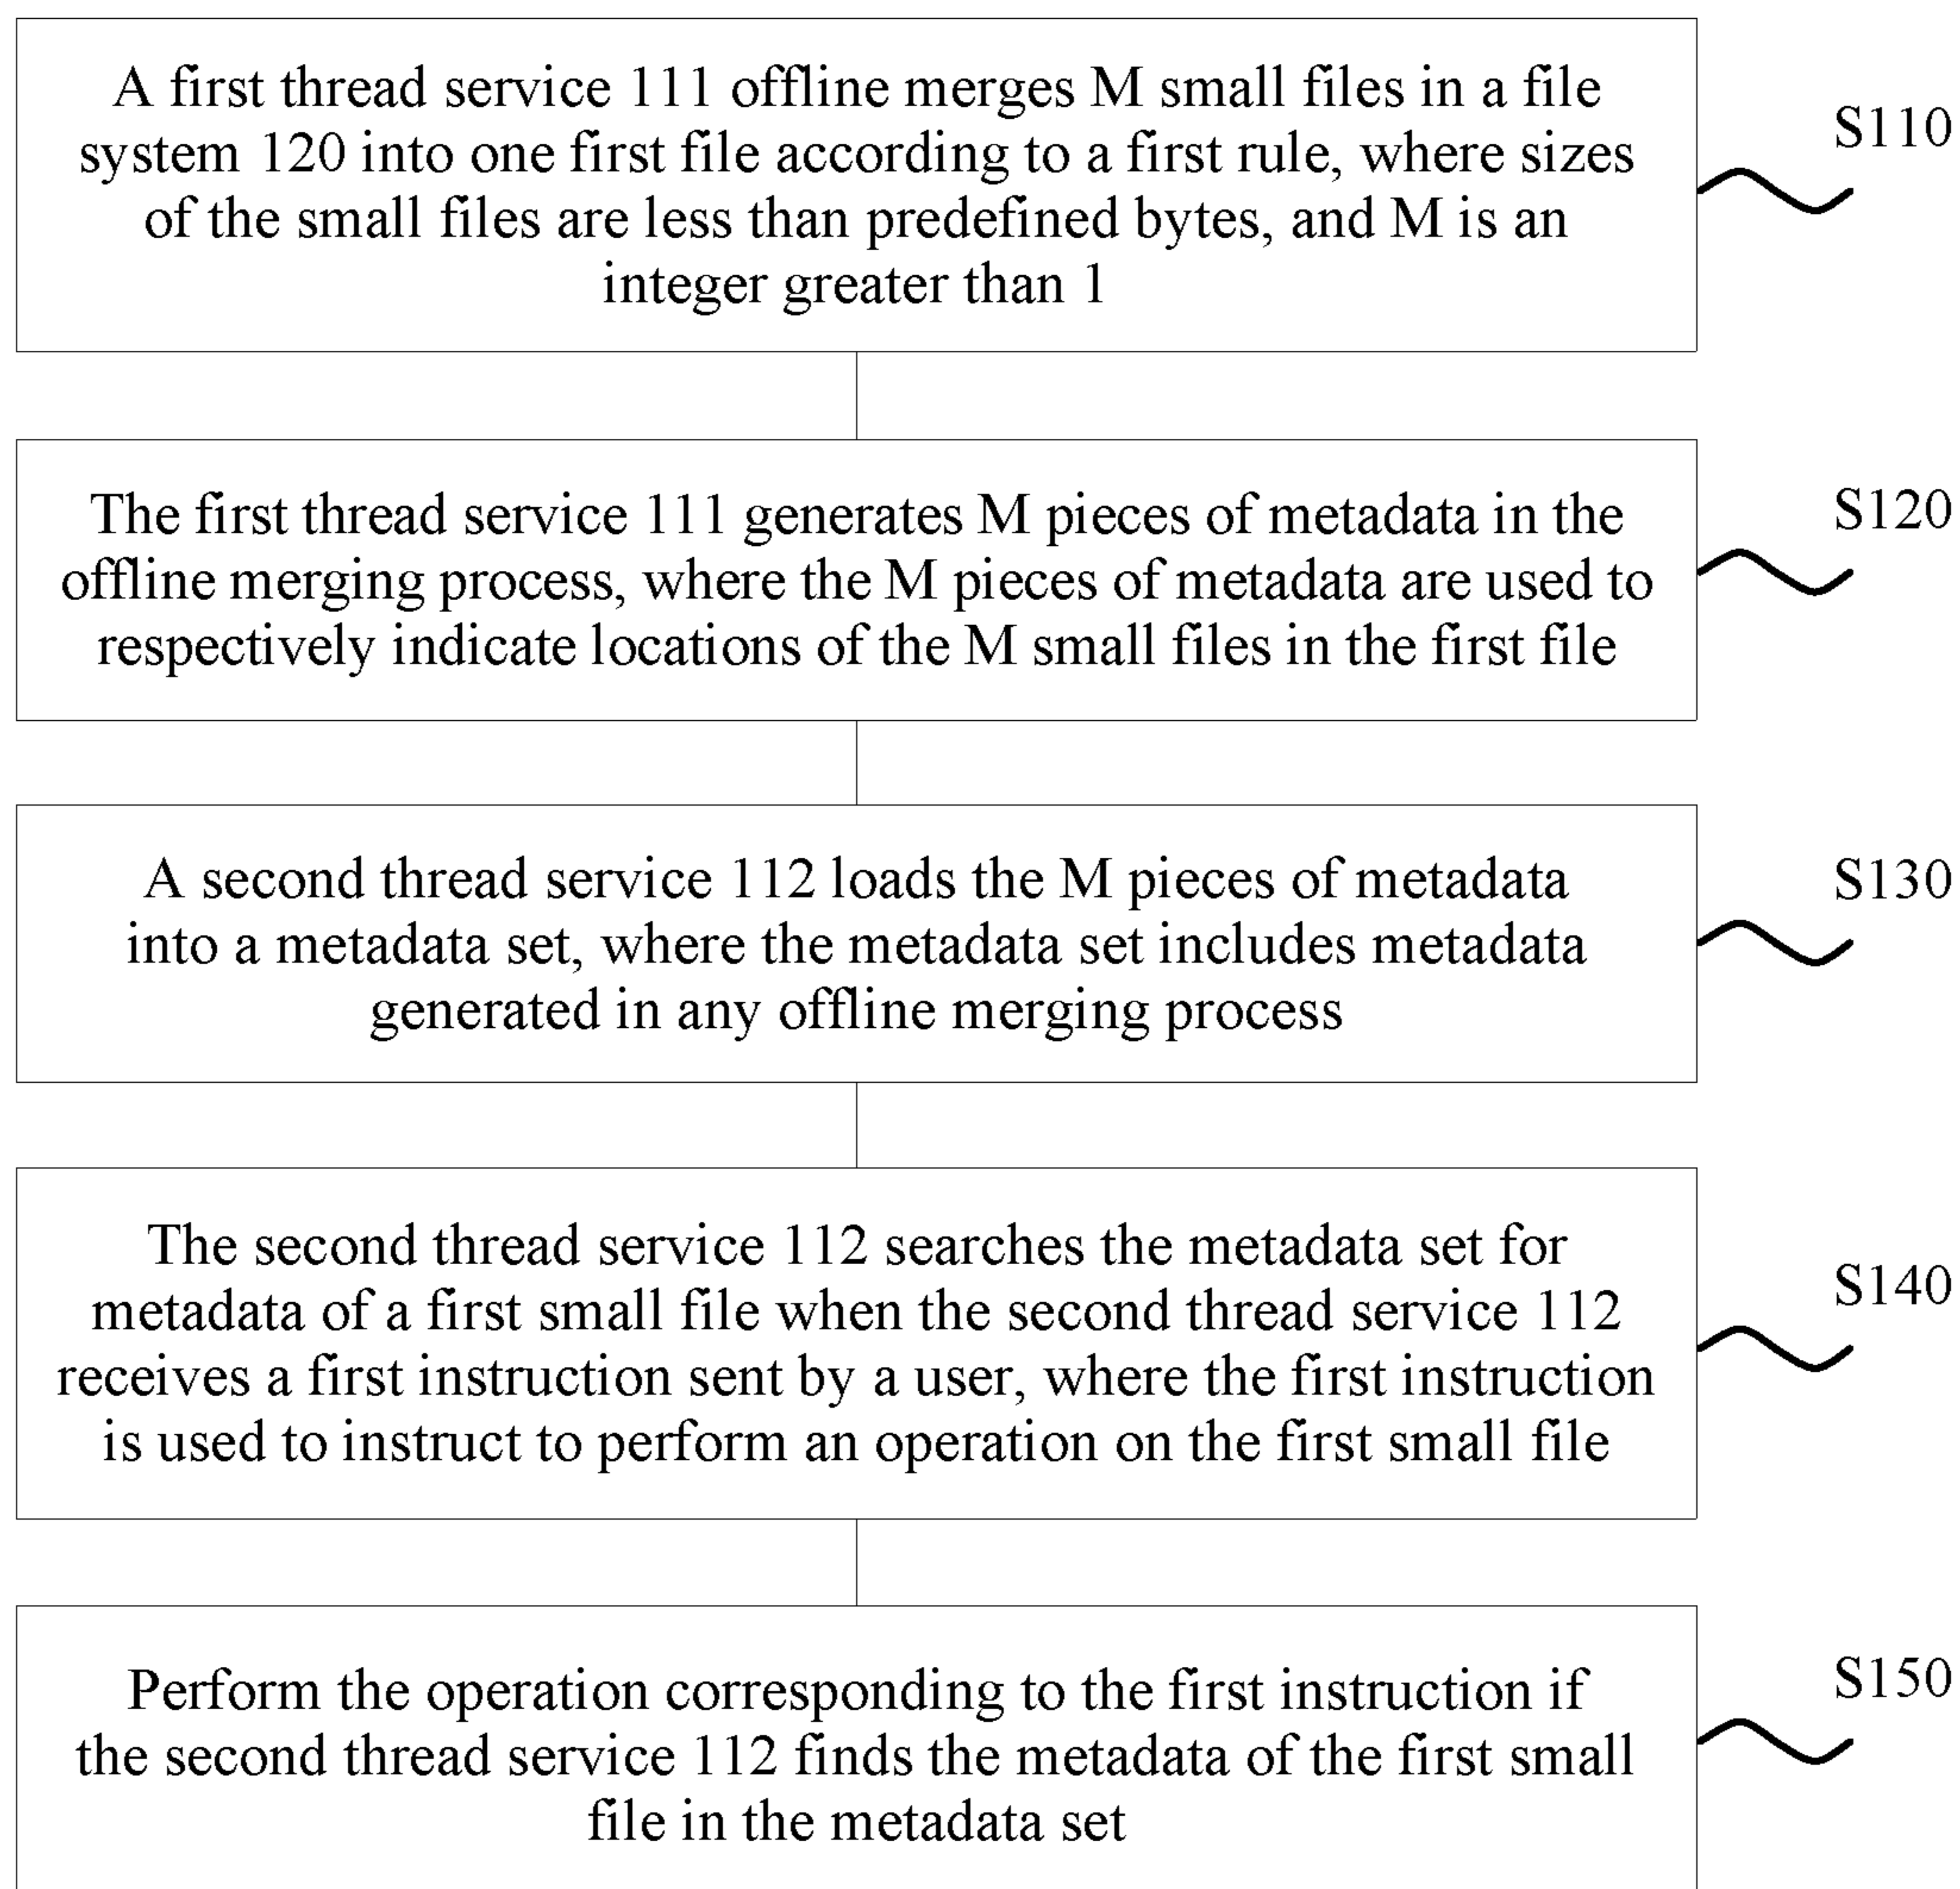 A first thread service 111 offline merges M small files in a file
system 120 into one first file according to a first rule, where sizes
of the small files are less than predefined bytes, and M is an
integer greater than 1
S110
The first thread service 111 generates M pieces of metadata in the
offline merging process, where the M pieces of metadata are used to
respectively indicate locations of the M small files in the first file
S120
A second thread service 112 loads the M pieces of metadata
into a metadata set, where the metadata set includes metadata
generated in any offline merging process
S130
The second thread service 112 searches the metadata set for
metadata of a first small file when the second thread service 112
receives a first instruction sent by a user, where the first instruction
is used to instruct to perform an operation on the first small file
S140
Perform the operation corresponding to the first instruction if
the second thread service 112 finds the metadata of the first small
file in the metadata set
S150